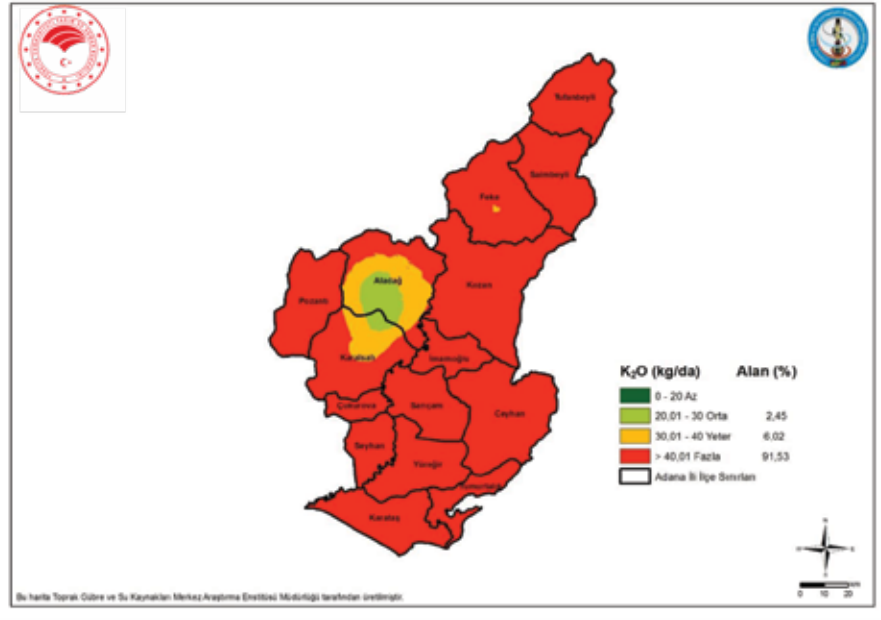 Tufanbeyli
Saimbeyli
Feke
Aladağ
Kozan
Pozantı
Karaisalı
İmamoğlu
Çukurova
Sarıçam
Ceyhan
Seyhan
Yüreğir
Yumurtalık
Karataş
K₂O (kg/da) Alan (%)
0 - 20 Az
20,01 - 30 Orta 2,45
30,01 - 40 Yeter 6,02
> 40,01 Fazla 91,53
Adana İli İlçe Sınırları
N
0 10 20 km
Bu harita Toprak Gübre ve Su Kaynakları Merkez Araştırma Enstitüsü Müdürlüğü tarafından üretilmiştir.